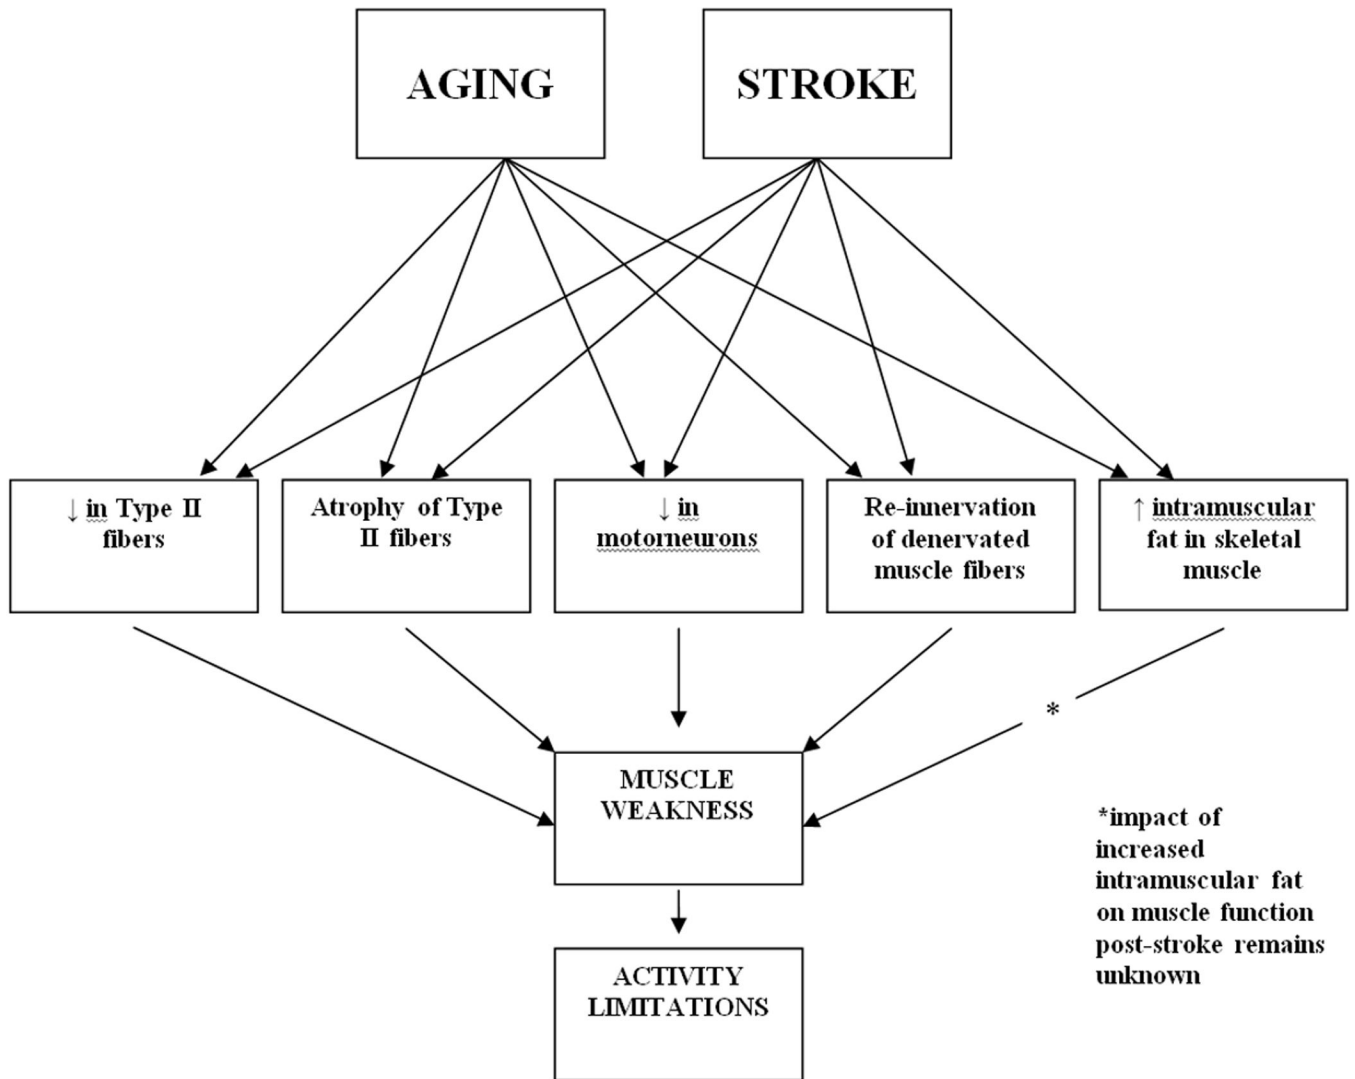 AGING
STROKE
↓ in Type II
fibers
Atrophy of Type
II fibers
↓ in
motorneurons
Re-innervation
of denervated
muscle fibers
↑ intramuscular
fat in skeletal
muscle
*
MUSCLE
WEAKNESS
*impact of
increased
intramuscular fat
on muscle function
post-stroke remains
unknown
ACTIVITY
LIMITATIONS